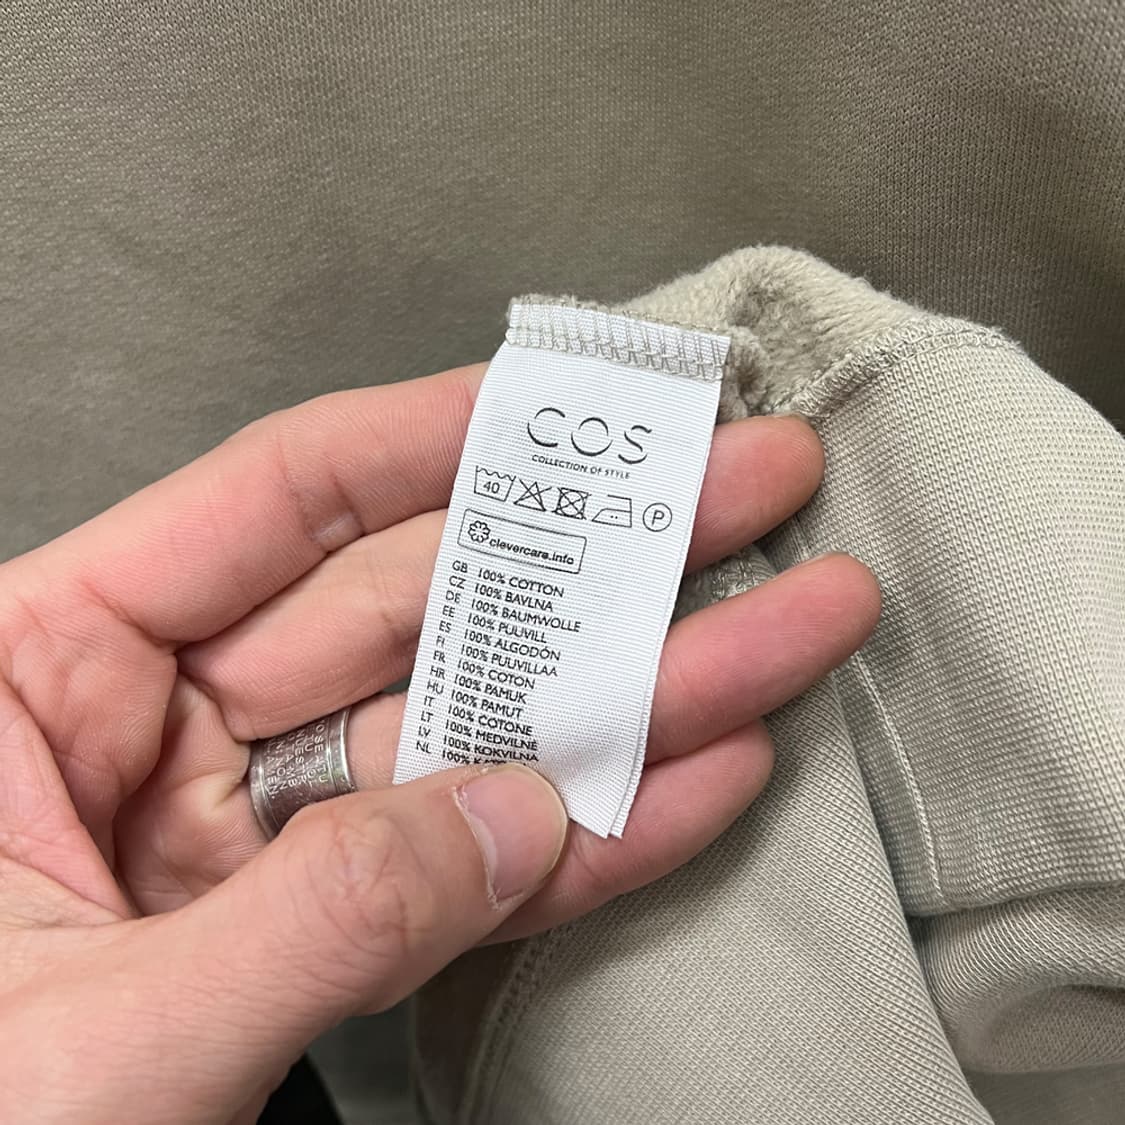 COS
COLLECTION OF STYLE
40
P
clevercare.info
GB 100% COTTON
CZ 100% BAVLNA
DE 100% BAUMWOLLE
EE 100% PUUVILL
ES 100% ALGODÓN
FI 100% PUUVILLAA
FR 100% COTON
HR 100% PAMUK
HU 100% PAMUT
IT 100% COTONE
LT 100% MEDVILNĖ
LV 100% KOKVILNA
NL 100%